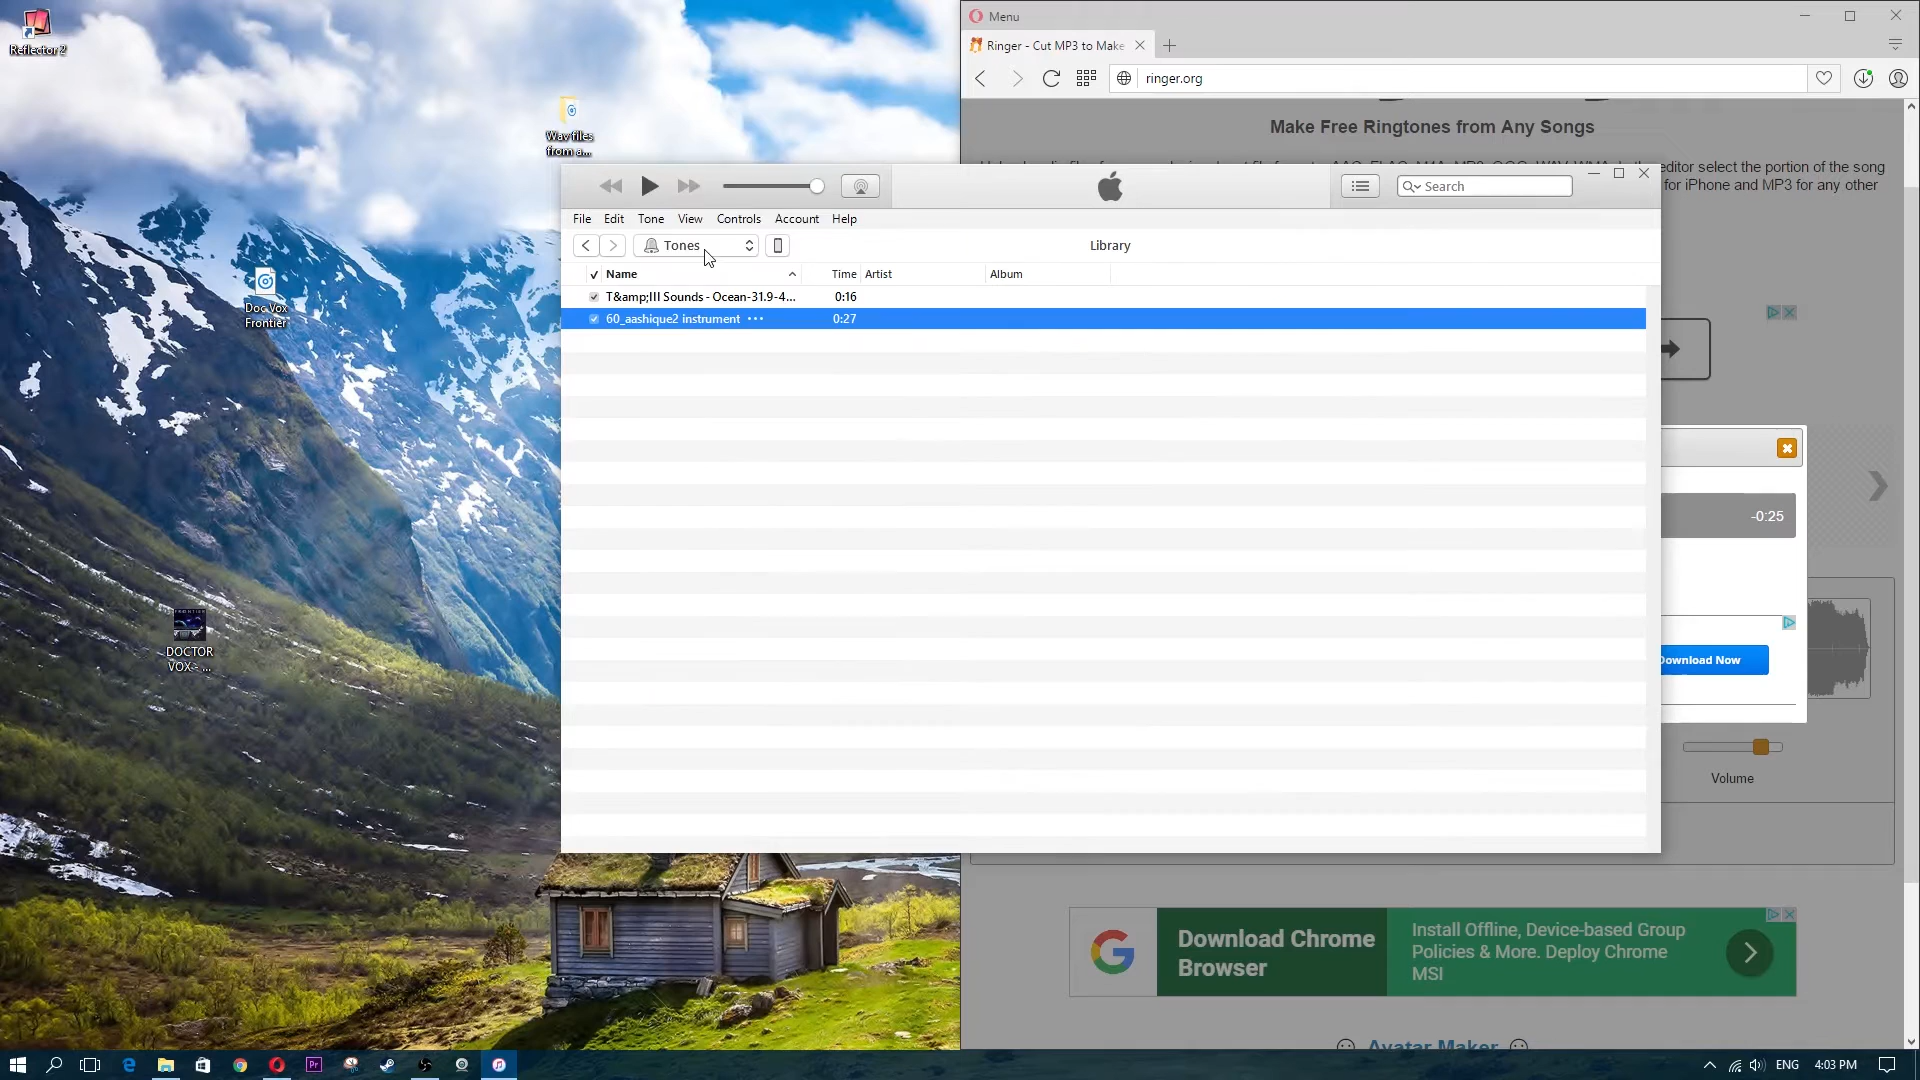 Reflector 2
Wav files
from a...
Doc Vox
Frontier
DOCTOR
VOX - ...
Menu
Ringer - Cut MP3 to Make
ringer.org
Make Free Ringtones from Any Songs
editor select the portion of the song
for iPhone and MP3 for any other
Search
File Edit Tone View Controls Account Help
Tones
Library
Name Time Artist Album
T&amp;III Sounds - Ocean-31.9-4... 0:16
60_aashique2 instrument ... 0:27
-0:25
Download Now
Volume
Download Chrome
Browser
Install Offline, Device-based Group
Policies & More. Deploy Chrome
MSI
Avatar Maker
Pr
ENG 4:03 PM